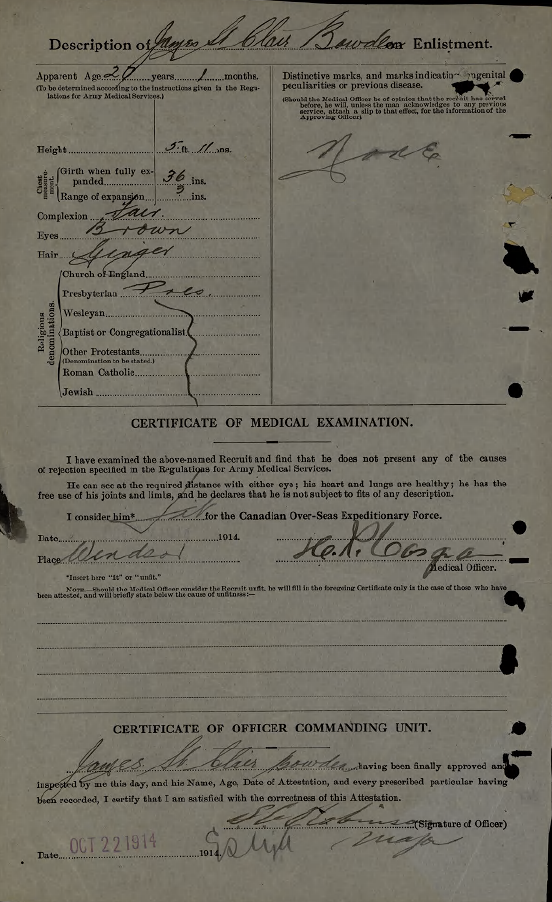 Description of James St Clair Bowden on Enlistment.
Apparent Age 20 years 1 months.
(To be determined according to the instructions given in the Regulations for Army Medical Services.)
Height 5 ft 11 ins.
Chest measurement. Girth when fully expanded 36 ins.
Range of expansion 3 ins.
Complexion Fair.
Eyes Brown
Hair Ginger
Religious denominations.
Church of England
Presbyterian Pres.
Wesleyan
Baptist or Congregationalist
Other Protestants
(Denomination to be stated.)
Roman Catholic
Jewish
Distinctive marks, and marks indicating congenital
peculiarities or previous disease.
(Should the Medical Officer be of opinion that the recruit has served
before, he will, unless the man acknowledges to any previous
service, attach a slip to that effect, for the information of the
Approving Officer)
None
CERTIFICATE OF MEDICAL EXAMINATION.
I have examined the above-named Recruit and find that he does not present any of the causes
of rejection specified in the Regulations for Army Medical Services.
He can see at the required distance with either eye; his heart and lungs are healthy; he has the
free use of his joints and limbs, and he declares that he is not subject to fits of any description.
I consider him* fit for the Canadian Over-Seas Expeditionary Force.
Date 1914.
Place Windsor
Medical Officer.
*Insert here "fit" or "unfit."
NOTE.—Should the Medical Officer consider the Recruit unfit, he will fill in the foregoing Certificate only in the case of those who have
been attested, and will briefly state below the cause of unfitness:—
CERTIFICATE OF OFFICER COMMANDING UNIT.
James St Clair Bowden having been finally approved and
inspected by me this day, and his Name, Age, Date of Attestation, and every prescribed particular having
been recorded, I certify that I am satisfied with the correctness of this Attestation.
Robinson (Signature of Officer)
Major
Date OCT 22 1914 1914.